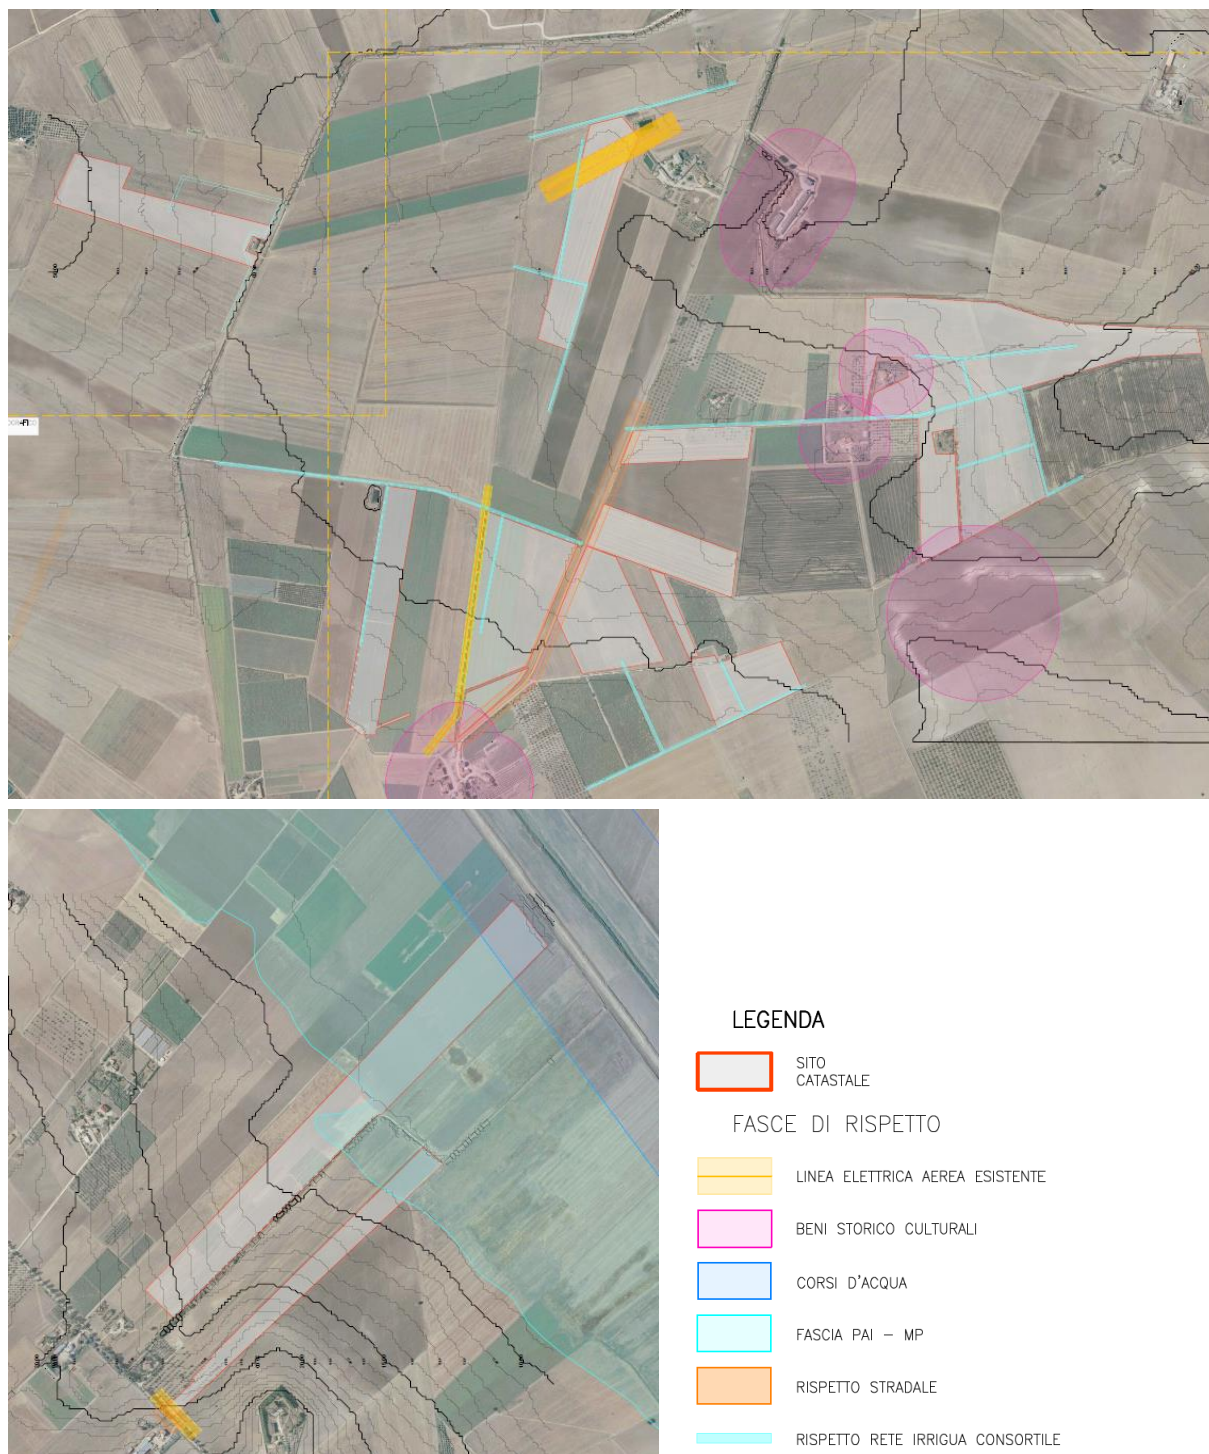 LEGENDA
SITO
CATASTALE
FASCE DI RISPETTO
LINEA ELETTRICA AEREA ESISTENTE
BENI STORICO CULTURALI
CORSI D'ACQUA
FASCIA PAI – MP
RISPETTO STRADALE
RISPETTO RETE IRRIGUA CONSORTILE